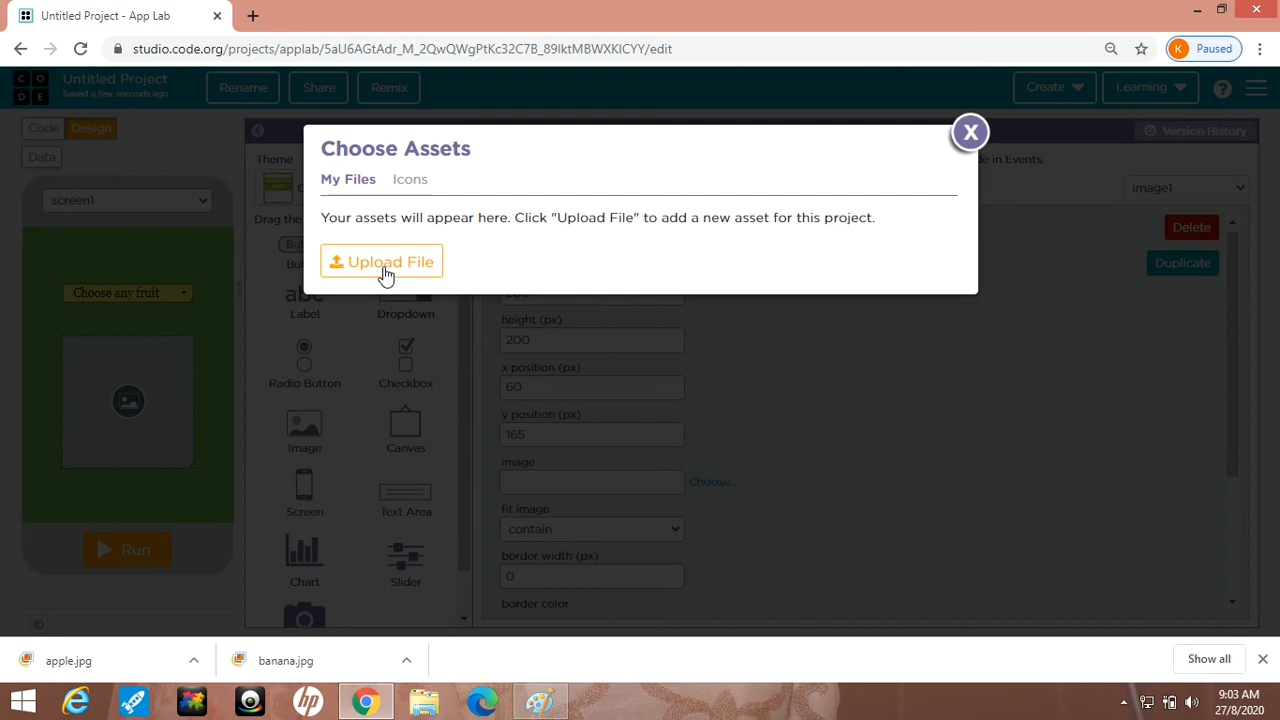 Untitled Project - App Lab
studio.code.org/projects/applab/5aU6AGtAdr_M_2QwQWgPtKc32C7B_89lktMBWXKlCYY/edit
K Paused
C O
D E
Untitled Project
Saved a few seconds ago
Rename
Share
Remix
Create
Learning
?
Code
Design
Data
Version History
Theme
screen1
Drag the
image1
Choose Assets
X
My Files
Icons
Your assets will appear here. Click "Upload File" to add a new asset for this project.
Upload File
Delete
Duplicate
Choose any fruit
abc
Label
Dropdown
Radio Button
Checkbox
Image
Canvas
Screen
Text Area
Chart
Slider
height (px)
200
x position (px)
60
y position (px)
165
image
Choose...
fit image
contain
border width (px)
0
border color
Run
apple.jpg
banana.jpg
Show all
hp
9:03 AM
27/8/2020